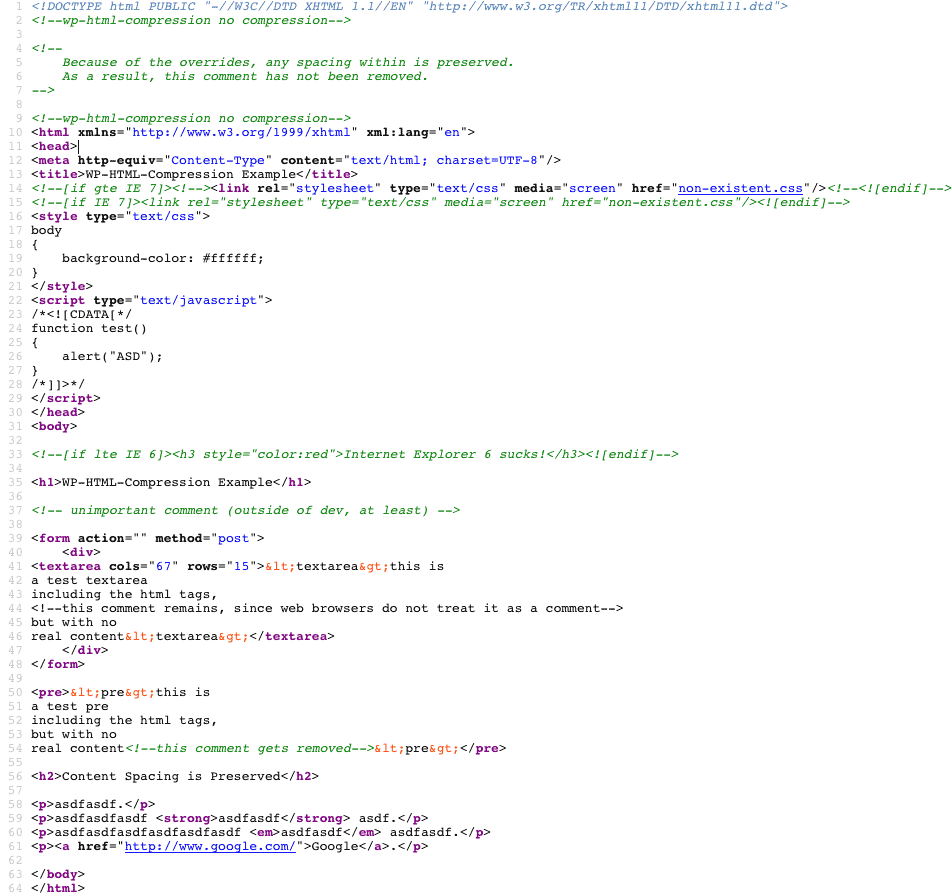 1 <!DOCTYPE html PUBLIC "-//W3C//DTD XHTML 1.1//EN" "http://www.w3.org/TR/xhtml11/DTD/xhtml11.dtd">
2 <!--wp-html-compression no compression-->
3
4 <!--
5     Because of the overrides, any spacing within is preserved.
6     As a result, this comment has not been removed.
7 -->
8
9 <!--wp-html-compression no compression-->
10 <html xmlns="http://www.w3.org/1999/xhtml" xml:lang="en">
11 <head>
12 <meta http-equiv="Content-Type" content="text/html; charset=UTF-8"/>
13 <title>WP-HTML-Compression Example</title>
14 <!--[if gte IE 7]><!--><link rel="stylesheet" type="text/css" media="screen" href="non-existent.css"/><!--<![endif]-->
15 <!--[if IE 7]><link rel="stylesheet" type="text/css" media="screen" href="non-existent.css"/><![endif]-->
16 <style type="text/css">
17 body
18 {
19     background-color: #ffffff;
20 }
21 </style>
22 <script type="text/javascript">
23 /*<![CDATA[*/
24 function test()
25 {
26     alert("ASD");
27 }
28 /*]]>*/
29 </script>
30 </head>
31 <body>
32
33 <!--[if lte IE 6]><h3 style="color:red">Internet Explorer 6 sucks!</h3><![endif]-->
34
35 <h1>WP-HTML-Compression Example</h1>
36
37 <!-- unimportant comment (outside of dev, at least) -->
38
39 <form action="" method="post">
40     <div>
41 <textarea cols="67" rows="15">&lt;textarea&gt;this is
42 a test textarea
43 including the html tags,
44 <!--this comment remains, since web browsers do not treat it as a comment-->
45 but with no
46 real content&lt;textarea&gt;</textarea>
47     </div>
48 </form>
49
50 <pre>&lt;pre&gt;this is
51 a test pre
52 including the html tags,
53 but with no
54 real content<!--this comment gets removed-->&lt;pre&gt;</pre>
55
56 <h2>Content Spacing is Preserved</h2>
57
58 <p>asdfasdf.</p>
59 <p>asdfasdfasdf <strong>asdfasdf</strong> asdf.</p>
60 <p>asdfasdfasdfasdfasdfasdf <em>asdfasdf</em> asdfasdf.</p>
61 <p><a href="http://www.google.com/">Google</a>.</p>
62
63 </body>
64 </html>